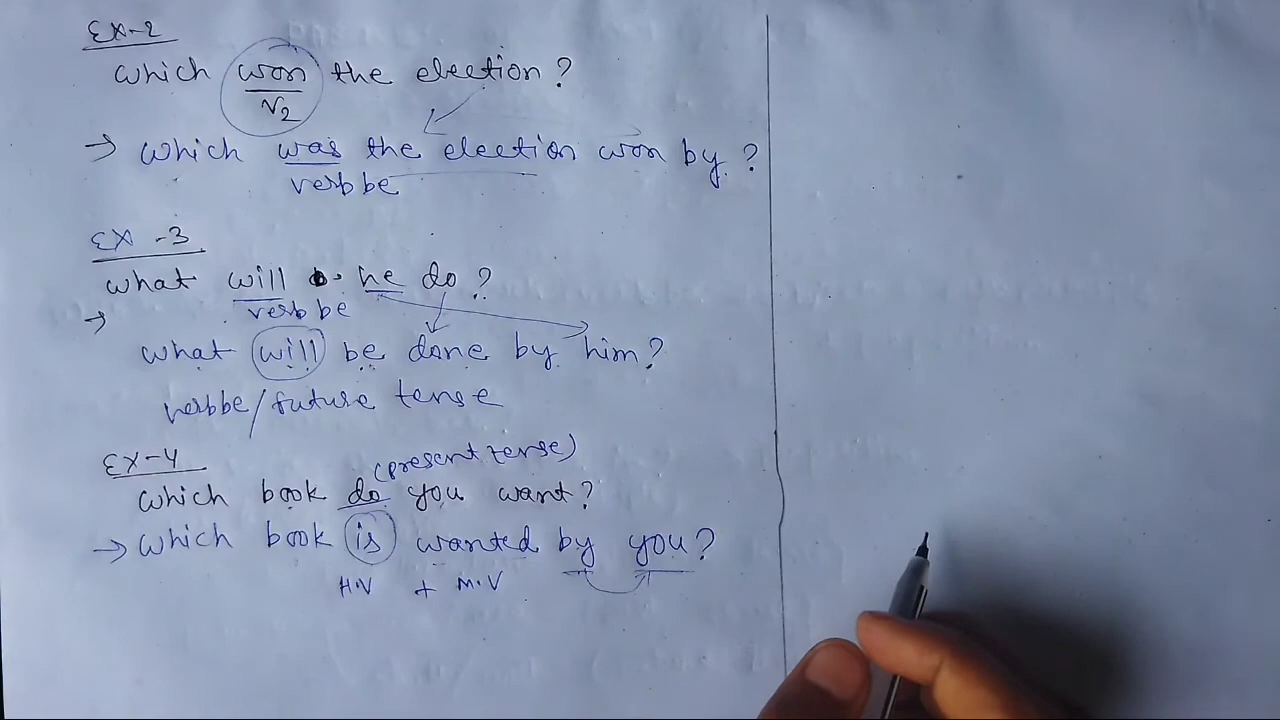 Ex-2
Which won the election?
V2
→ Which was the election won by?
verb be
Ex-3
What will he do?
verb be
→
What will be done by him?
verb be/future tense
Ex-4
(present tense)
Which book do you want?
→ Which book is wanted by you?
H.V + M.V